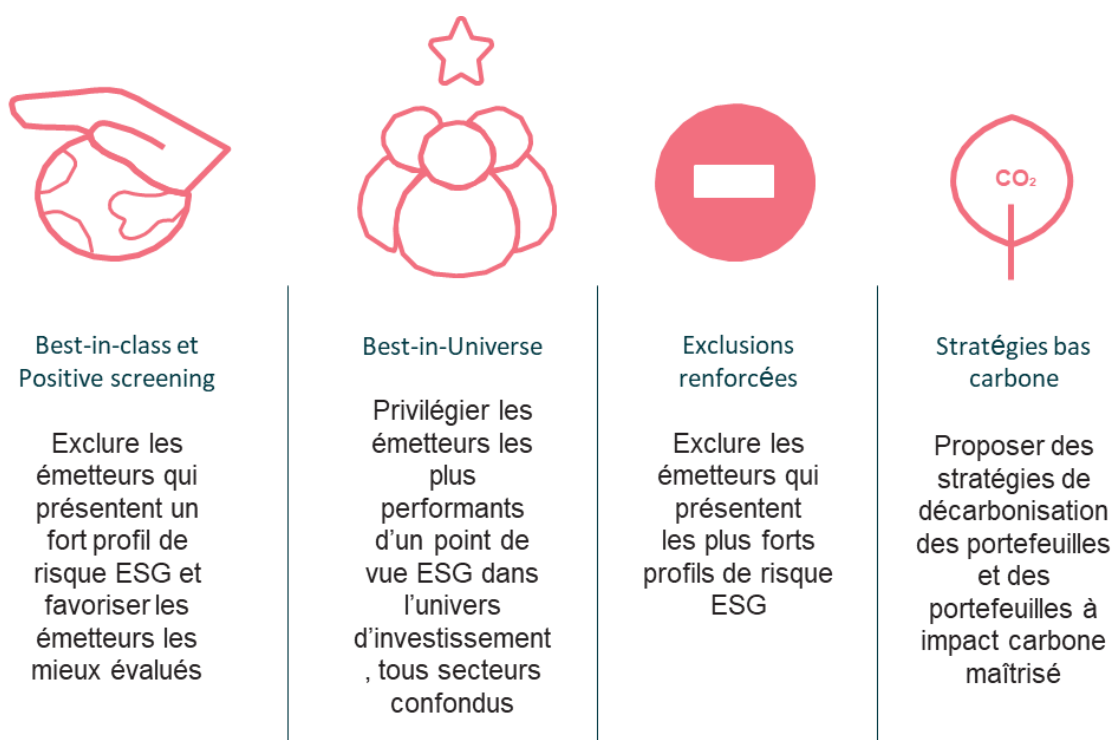 CO₂
Best-in-class et
Positive screening
Exclure les
émetteurs qui
présentent un
fort profil de
risque ESG et
favoriser les
émetteurs les
mieux évalués
Best-in-Universe
Privilégier les
émetteurs les
plus
performants
d’un point de
vue ESG dans
l’univers
d’investissement
, tous secteurs
confondus
Exclusions
renforcées
Exclure les
émetteurs qui
présentent
les plus forts
profils de risque
ESG
Stratégies bas
carbone
Proposer des
stratégies de
décarbonisation
des portefeuilles
et des
portefeuilles à
impact carbone
maîtrisé